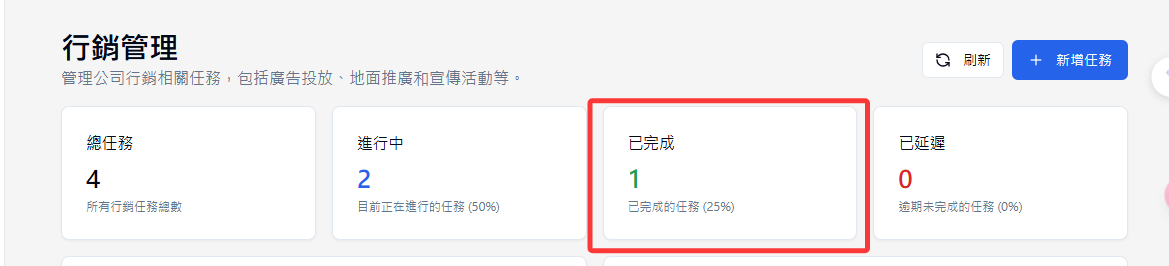 行銷管理
管理公司行銷相關任務，包括廣告投放、地面推廣和宣傳活動等。
刷新
新增任務
總任務
4
所有行銷任務總數
進行中
2
目前正在進行的任務 (50%)
已完成
1
已完成的任務 (25%)
已延遲
0
逾期未完成的任務 (0%)